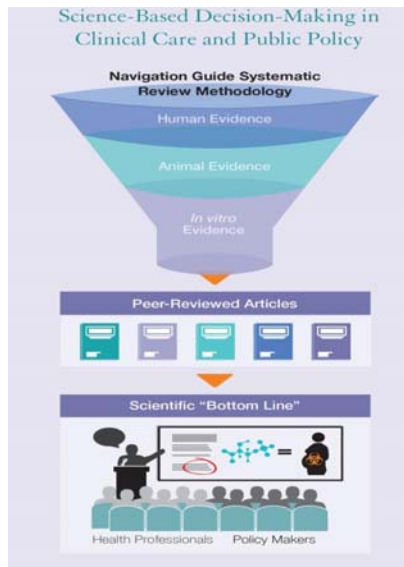 Science-Based Decision-Making in
Clinical Care and Public Policy
Navigation Guide Systematic
Review Methodology
Human Evidence
Animal Evidence
In vitro
Evidence
Peer-Reviewed Articles
Scientific “Bottom Line”
=
Health Professionals Policy Makers